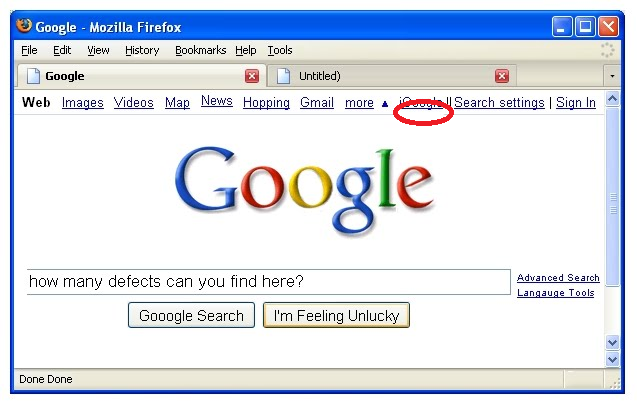 Google - Mozilla Firefox
File Edit View History Bookmarks Help Tools
Google Untitled)
Web Images Videos Map News Hopping Gmail more ▲ iGoogle || Search settings | Sign In
Google
how many defects can you find here?
Advanced Search
Langauge Tools
Gooogle Search I'm Feeling Unlucky
Done Done